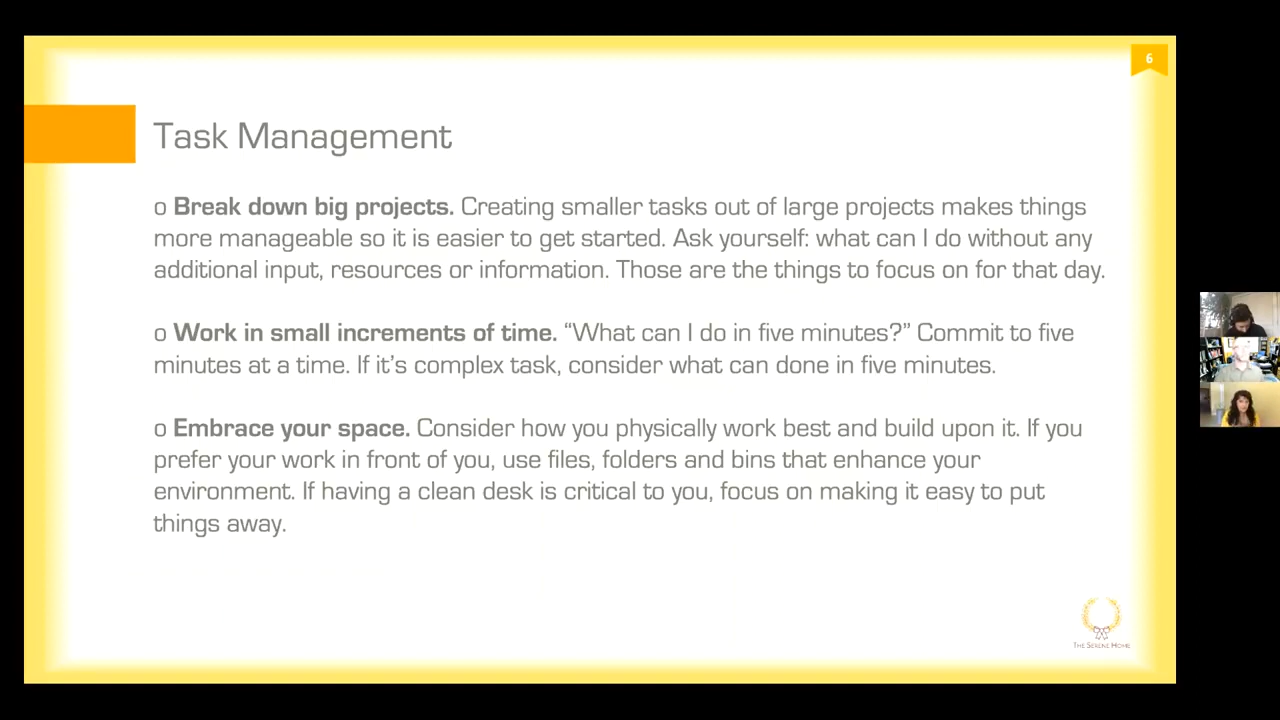 6
Task Management
o Break down big projects. Creating smaller tasks out of large projects makes things
more manageable so it is easier to get started. Ask yourself: what can I do without any
additional input, resources or information. Those are the things to focus on for that day.
o Work in small increments of time. “What can I do in five minutes?” Commit to five
minutes at a time. If it’s complex task, consider what can done in five minutes.
o Embrace your space. Consider how you physically work best and build upon it. If you
prefer your work in front of you, use files, folders and bins that enhance your
environment. If having a clean desk is critical to you, focus on making it easy to put
things away.
THE SERENE HOME